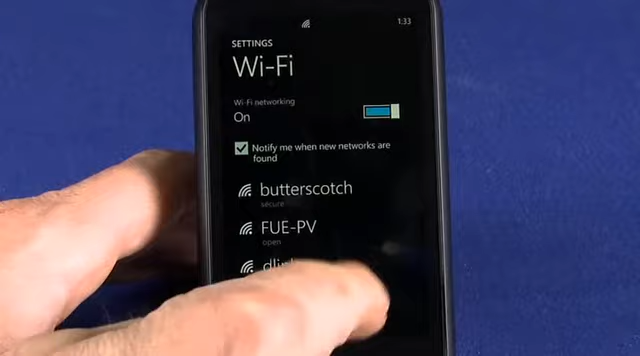 1:33
SETTINGS
Wi-Fi
Wi-Fi networking
On
Notify me when new networks are
found
butterscotch
secure
FUE-PV
open